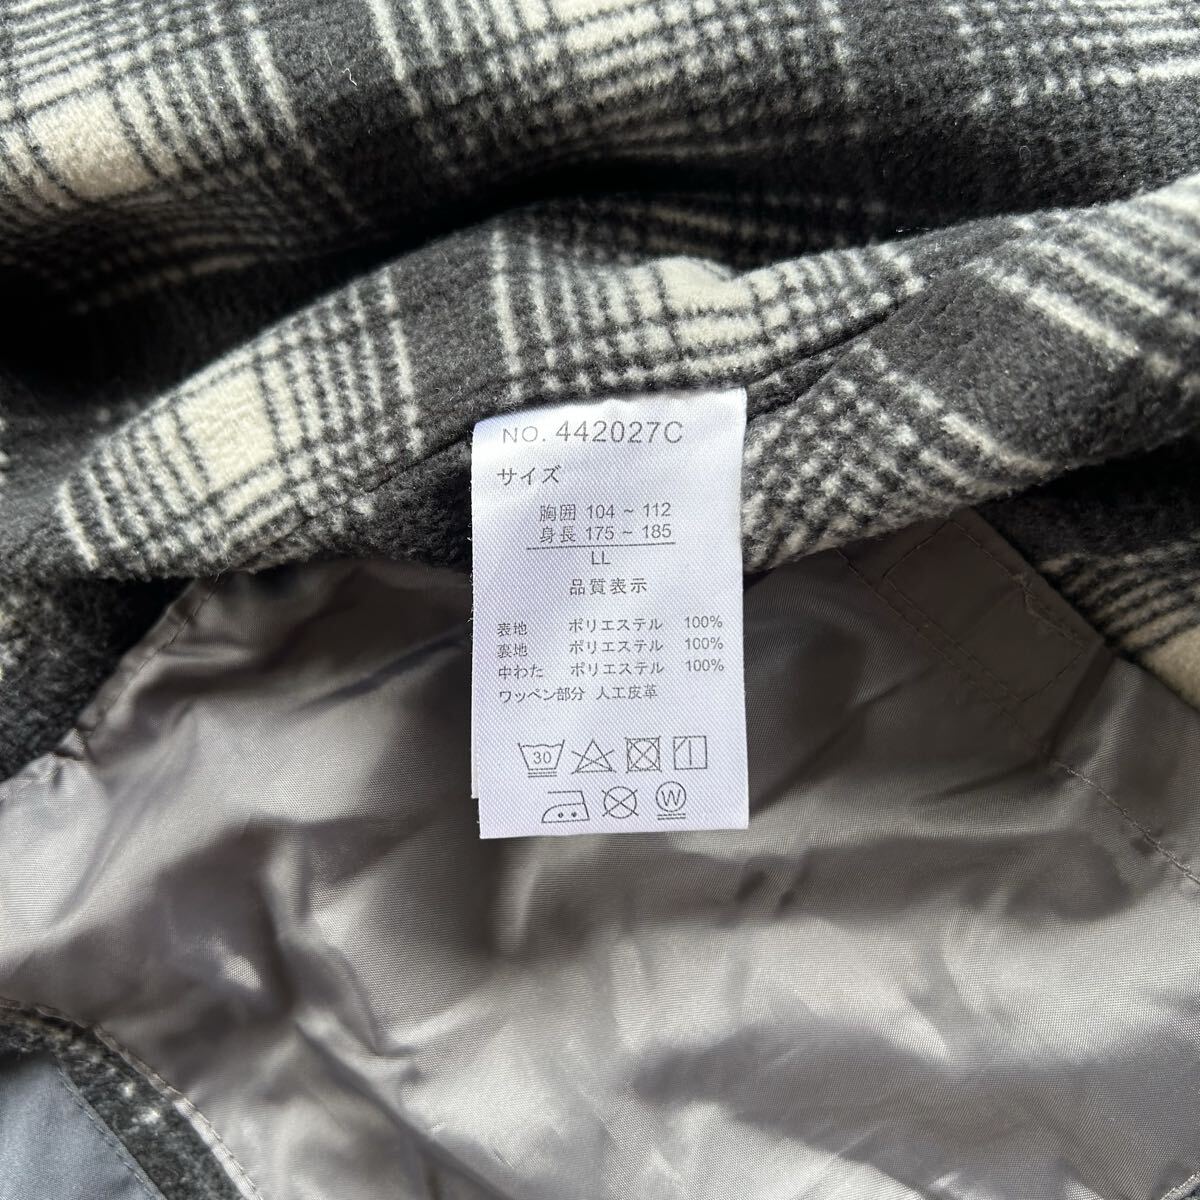 NO. 442027C
サイズ
胸囲 104 ~ 112
身長 175 ~ 185
LL
品質表示
表地 ポリエステル 100%
裏地 ポリエステル 100%
中わた ポリエステル 100%
ワッペン部分 人工皮革
30
W